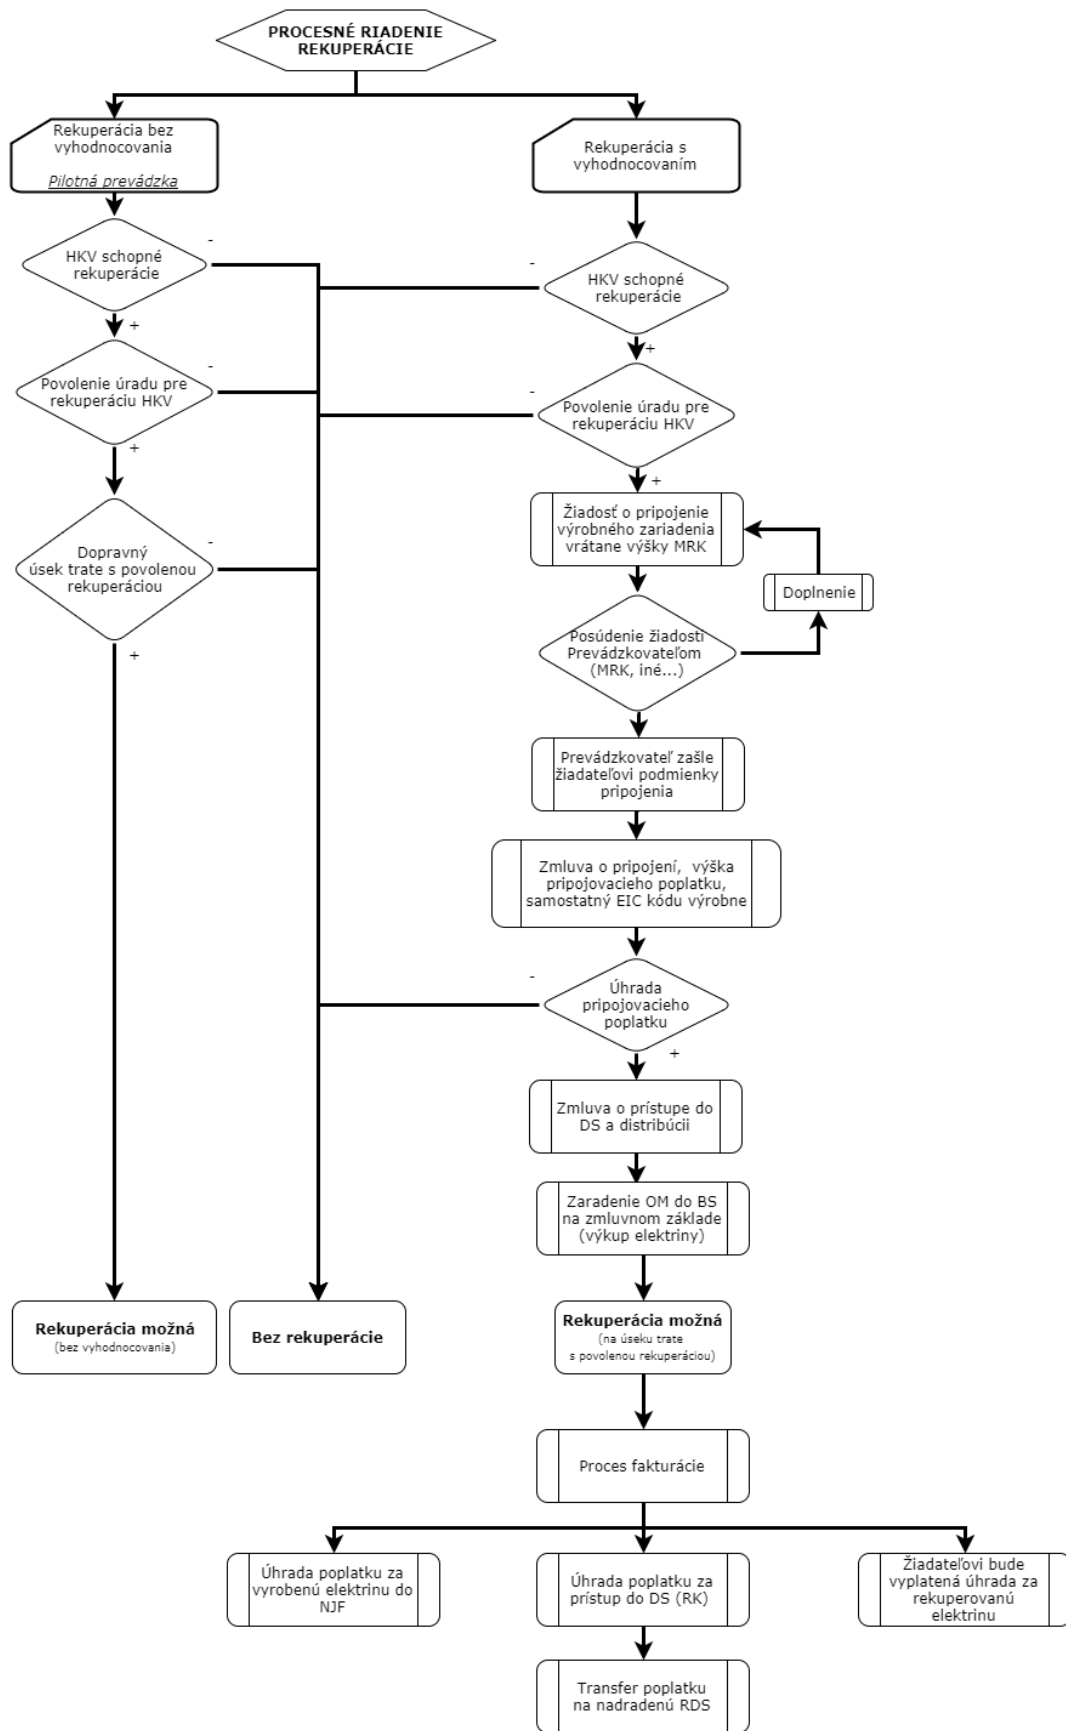 PROCESNÉ RIADENIE
REKUPERÁCIE
Rekuperácia bez
vyhodnocovania
Pilotná prevádzka
Rekuperácia s
vyhodnocovaním
-
HKV schopné
rekuperácie
+
-
HKV schopné
rekuperácie
+
-
Povolenie úradu pre
rekuperáciu HKV
+
-
Povolenie úradu pre
rekuperáciu HKV
+
-
Dopravný
úsek trate s povolenou
rekuperáciou
+
Žiadosť o pripojenie
výrobného zariadenia
vrátane výšky MRK
Doplnenie
Posúdenie žiadosti
Prevádzkovateľom
(MRK, iné...)
Prevádzkovateľ zašle
žiadateľovi podmienky
pripojenia
Zmluva o pripojení, výška
pripojovacieho poplatku,
samostatný EIC kódu výrobne
-
Úhrada
pripojovacieho
poplatku
+
Zmluva o prístupe do
DS a distribúcii
Zaradenie OM do BS
na zmluvnom základe
(výkup elektriny)
Rekuperácia možná
(bez vyhodnocovania)
Bez rekuperácie
Rekuperácia možná
(na úseku trate
s povolenou rekuperáciou)
Proces fakturácie
Úhrada poplatku za
vyrobenú elektrinu do
NJF
Úhrada poplatku za
prístup do DS (RK)
Žiadateľovi bude
vyplatená úhrada za
rekuperovanú
elektrinu
Transfer poplatku
na nadradenú RDS